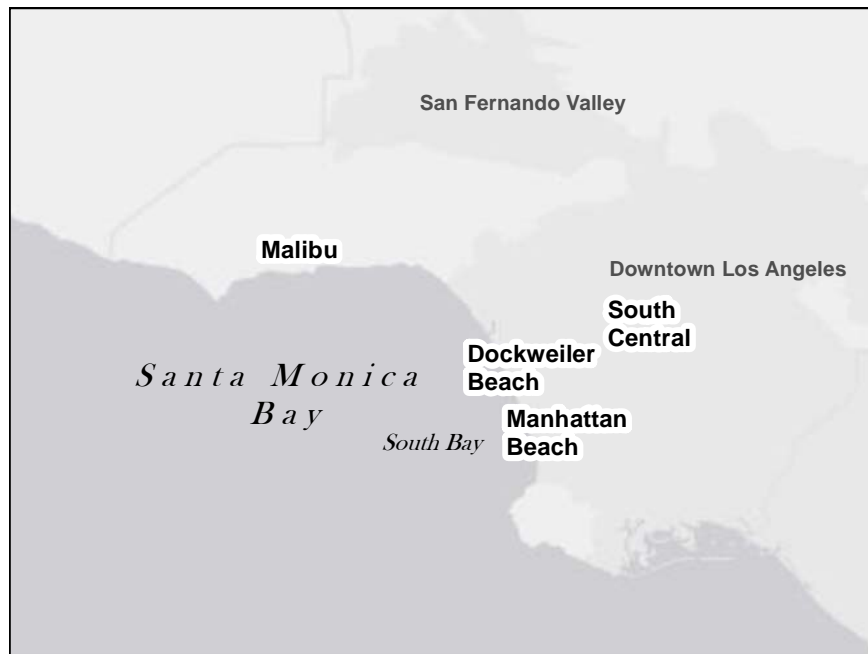 San Fernando Valley
Malibu
Downtown Los Angeles
South
Central
Dockweiler
Beach
Santa Monica
Bay
Manhattan
Beach
South Bay